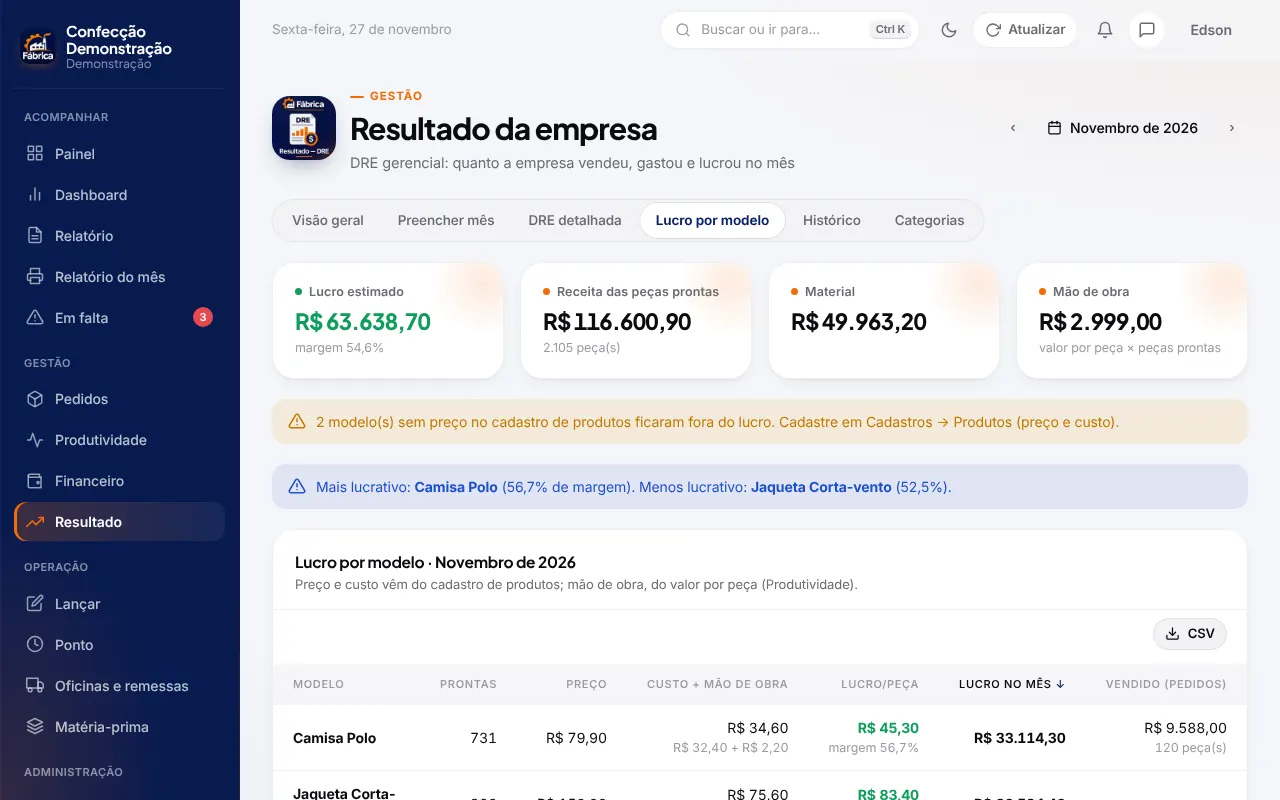 Fábrica
Confecção
Demonstração
Demonstração
ACOMPANHAR
Painel
Dashboard
Relatório
Relatório do mês
Em falta
3
GESTÃO
Pedidos
Produtividade
Financeiro
Resultado
OPERAÇÃO
Lançar
Ponto
Oficinas e remessas
Matéria-prima
ADMINISTRAÇÃO
Sexta-feira, 27 de novembro
Buscar ou ir para...
Ctrl K
Atualizar
Edson
Fábrica
DRE
Resultado — DRE
GESTÃO
Resultado da empresa
DRE gerencial: quanto a empresa vendeu, gastou e lucrou no mês
‹ Novembro de 2026 ›
Visão geral
Preencher mês
DRE detalhada
Lucro por modelo
Histórico
Categorias
Lucro estimado
R$ 63.638,70
margem 54,6%
Receita das peças prontas
R$ 116.600,90
2.105 peça(s)
Material
R$ 49.963,20
Mão de obra
R$ 2.999,00
valor por peça × peças prontas
2 modelo(s) sem preço no cadastro de produtos ficaram fora do lucro. Cadastre em Cadastros → Produtos (preço e custo).
Mais lucrativo: Camisa Polo (56,7% de margem). Menos lucrativo: Jaqueta Corta-vento (52,5%).
Lucro por modelo · Novembro de 2026
Preço e custo vêm do cadastro de produtos; mão de obra, do valor por peça (Produtividade).
CSV
MODELO PRONTAS PREÇO CUSTO + MÃO DE OBRA LUCRO/PEÇA LUCRO NO MÊS ↓ VENDIDO (PEDIDOS)
Camisa Polo 731 R$ 79,90 R$ 34,60 R$ 45,30 R$ 33.114,30 R$ 9.588,00
R$ 32,40 + R$ 2,20 margem 56,7% 120 peça(s)
Jaqueta Corta- R$ 75,60 R$ 83,40